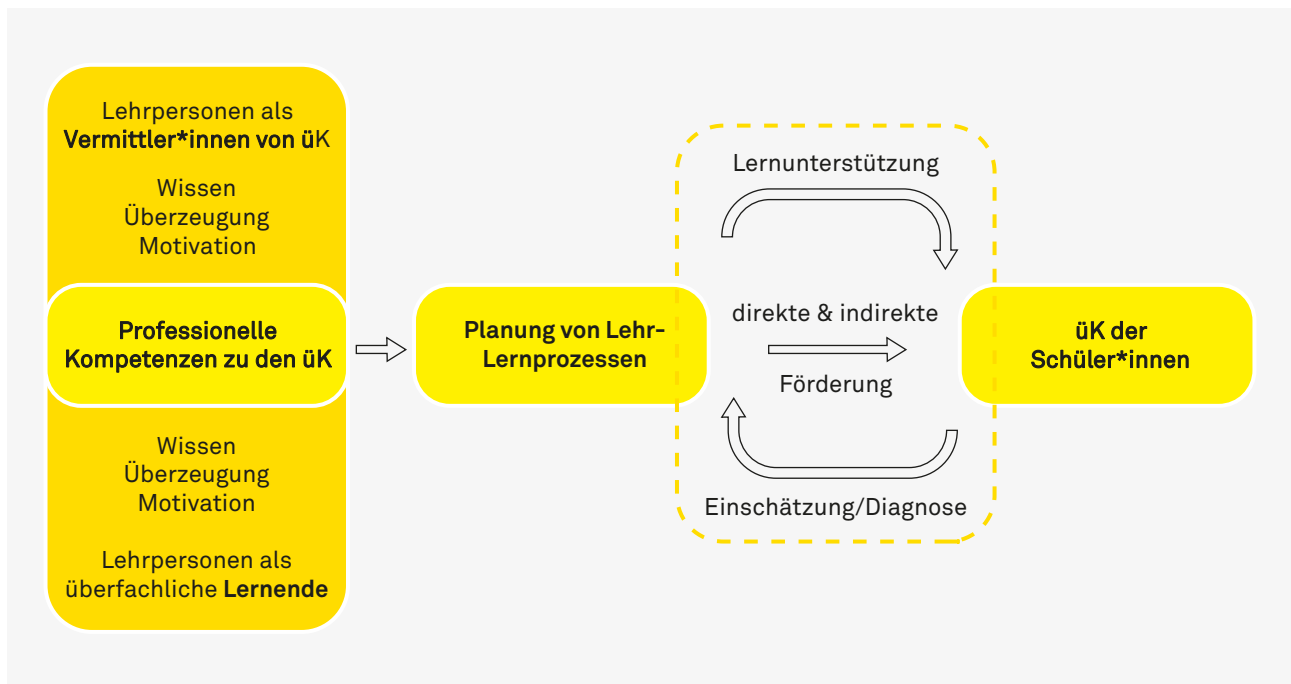 Lehrpersonen als
Vermittler*innen von üK
Wissen
Überzeugung
Motivation
Professionelle
Kompetenzen zu den üK
Wissen
Überzeugung
Motivation
Lehrpersonen als
überfachliche Lernende
Planung von Lehr-
Lernprozessen
Lernunterstützung
direkte & indirekte
Förderung
Einschätzung/Diagnose
üK der
Schüler*innen